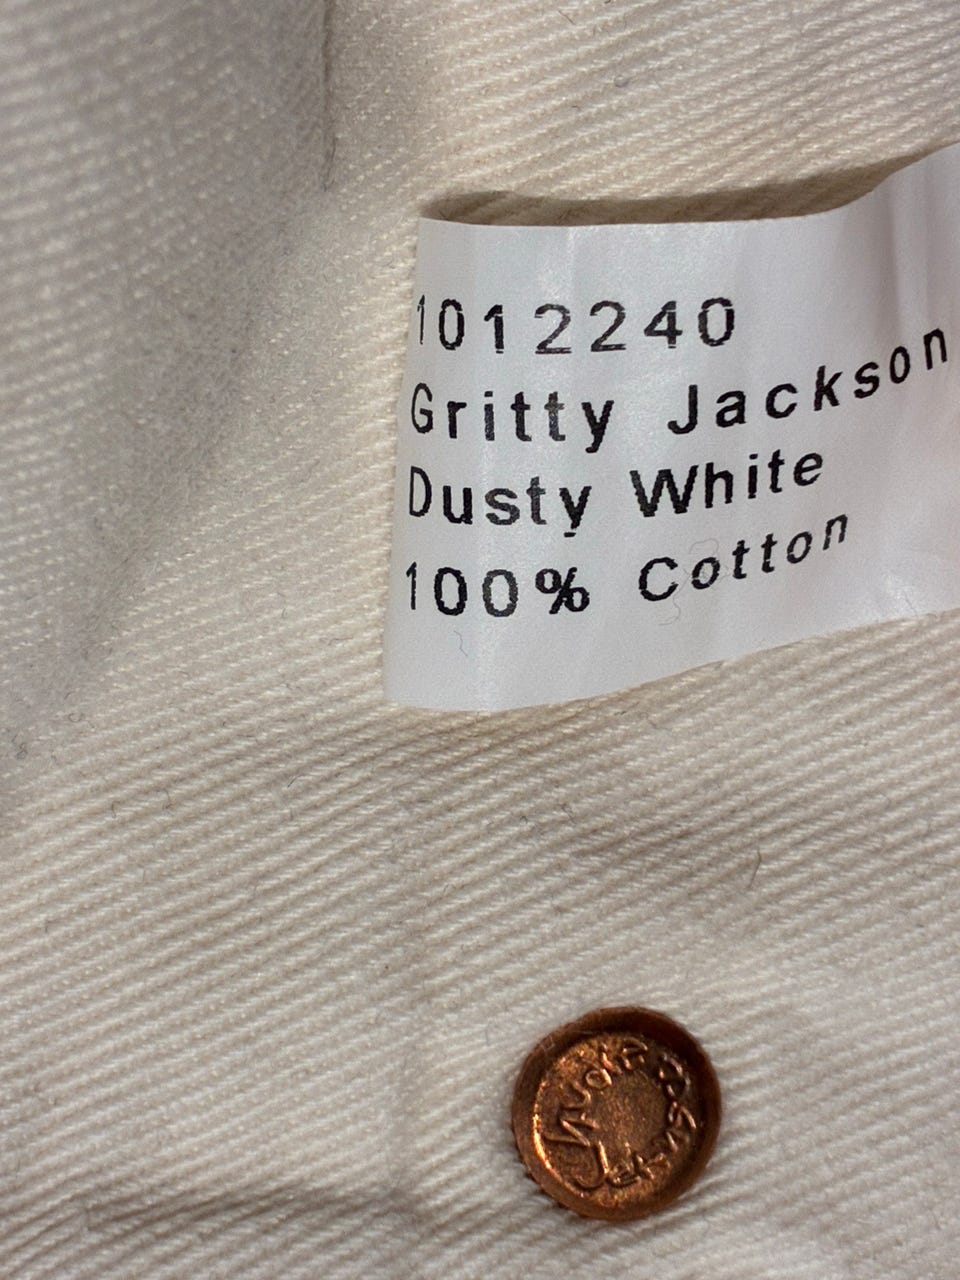 1012240
Gritty Jackson
Dusty White
100% Cotton